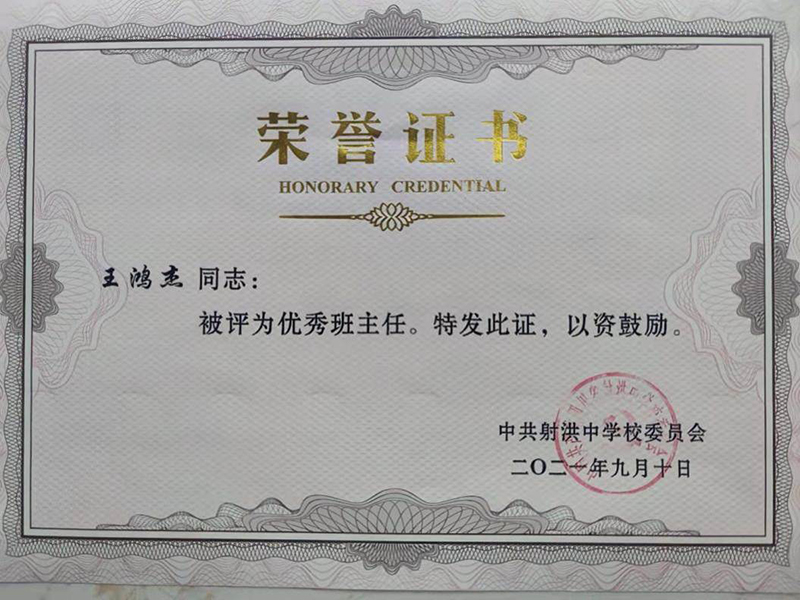 荣誉证书
HONORARY CREDENTIAL
王鸿杰 同志：
被评为优秀班主任。特发此证，以资鼓励。
中共射洪中学校委员会
二〇二一年九月十日